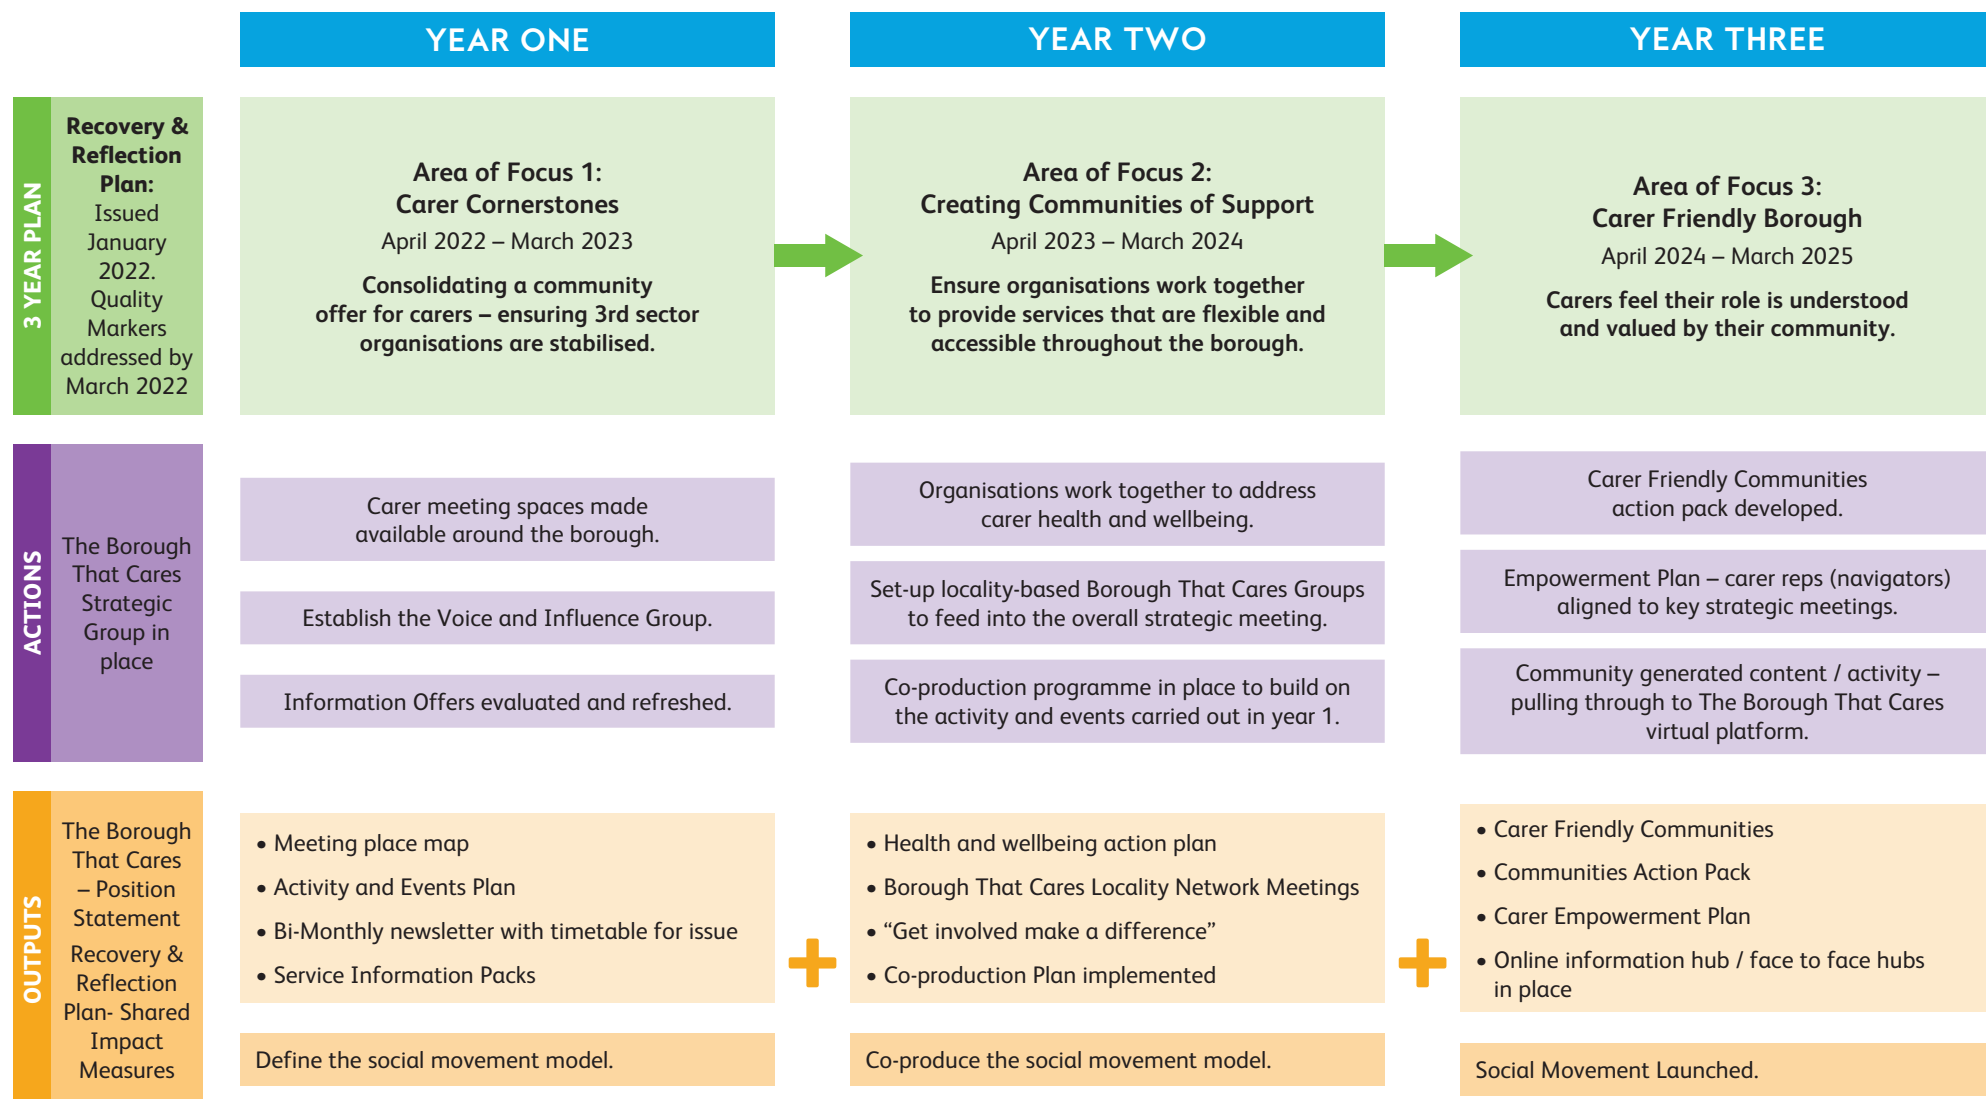 YEAR ONE
YEAR TWO
YEAR THREE
3 YEAR PLAN
Recovery &
Reflection
Plan:
Issued
January
2022.
Quality
Markers
addressed by
March 2022
Area of Focus 1:
Carer Cornerstones
April 2022 – March 2023
Consolidating a community
offer for carers – ensuring 3rd sector
organisations are stabilised.
Area of Focus 2:
Creating Communities of Support
April 2023 – March 2024
Ensure organisations work together
to provide services that are flexible and
accessible throughout the borough.
Area of Focus 3:
Carer Friendly Borough
April 2024 – March 2025
Carers feel their role is understood
and valued by their community.
ACTIONS
The Borough
That Cares
Strategic
Group in
place
Carer meeting spaces made
available around the borough.
Establish the Voice and Influence Group.
Information Offers evaluated and refreshed.
Organisations work together to address
carer health and wellbeing.
Set-up locality-based Borough That Cares Groups
to feed into the overall strategic meeting.
Co-production programme in place to build on
the activity and events carried out in year 1.
Carer Friendly Communities
action pack developed.
Empowerment Plan – carer reps (navigators)
aligned to key strategic meetings.
Community generated content / activity –
pulling through to The Borough That Cares
virtual platform.
OUTPUTS
The Borough
That Cares
– Position
Statement
Recovery &
Reflection
Plan- Shared
Impact
Measures
• Meeting place map
• Activity and Events Plan
• Bi-Monthly newsletter with timetable for issue
• Service Information Packs
Define the social movement model.
+
• Health and wellbeing action plan
• Borough That Cares Locality Network Meetings
• “Get involved make a difference”
• Co-production Plan implemented
Co-produce the social movement model.
+
• Carer Friendly Communities
• Communities Action Pack
• Carer Empowerment Plan
• Online information hub / face to face hubs
in place
Social Movement Launched.